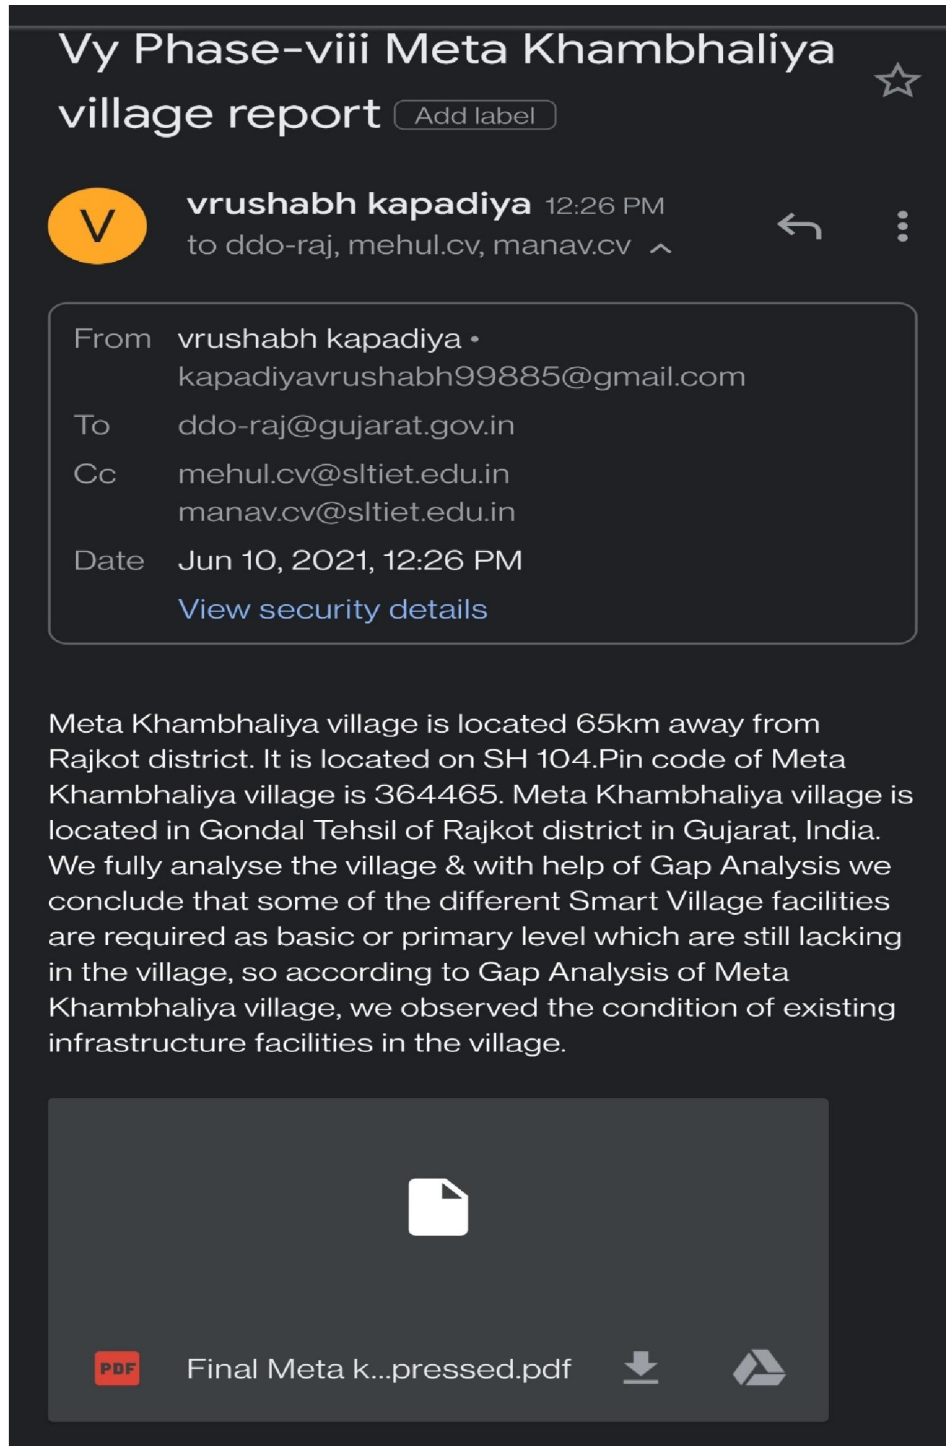 Vy Phase-viii Meta Khambhaliya
village report Add label
V
vrushabh kapadiya 12:26 PM
to ddo-raj, mehul.cv, manav.cv
From vrushabh kapadiya •
kapadiyavrushabh99885@gmail.com
To ddo-raj@gujarat.gov.in
Cc mehul.cv@sltiet.edu.in
manav.cv@sltiet.edu.in
Date Jun 10, 2021, 12:26 PM
View security details
Meta Khambhaliya village is located 65km away from
Rajkot district. It is located on SH 104.Pin code of Meta
Khambhaliya village is 364465. Meta Khambhaliya village is
located in Gondal Tehsil of Rajkot district in Gujarat, India.
We fully analyse the village & with help of Gap Analysis we
conclude that some of the different Smart Village facilities
are required as basic or primary level which are still lacking
in the village, so according to Gap Analysis of Meta
Khambhaliya village, we observed the condition of existing
infrastructure facilities in the village.
PDF Final Meta k...pressed.pdf